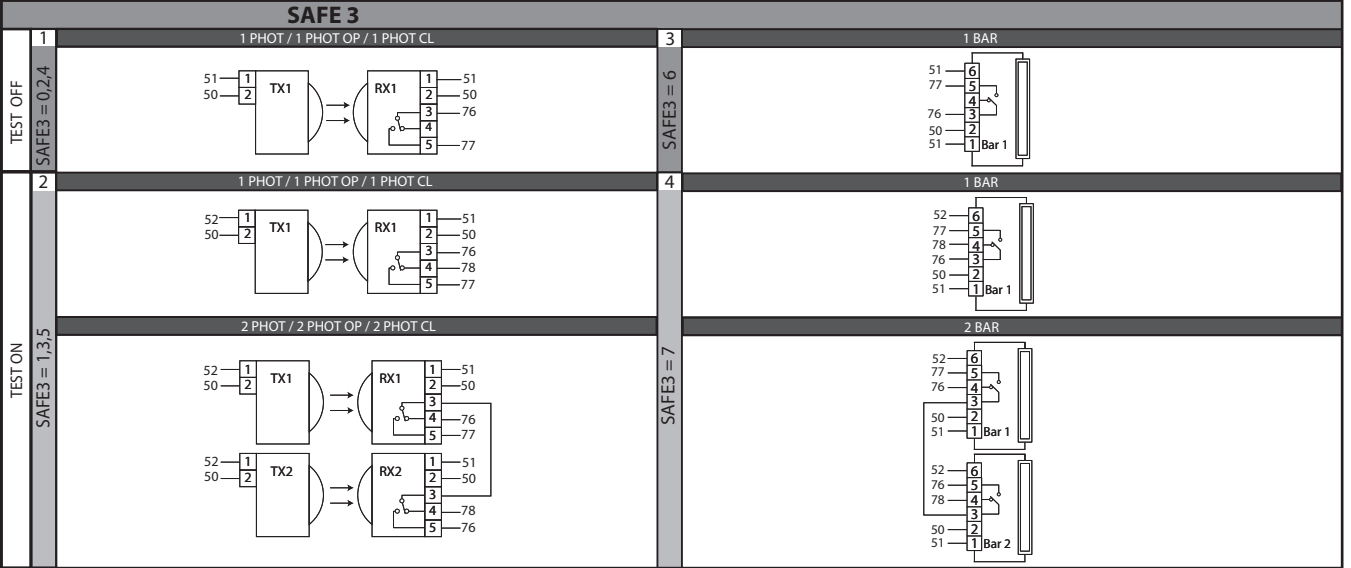 SAFE 3
TEST OFF
SAFE3 = 0,2,4
1
1 PHOT / 1 PHOT OP / 1 PHOT CL
51 1 TX1 RX1 1 51
50 2 2 50
3 76
4
5 77
3
SAFE3 = 6
1 BAR
51 6
77 5
4
76 3
50 2
51 1 Bar 1
TEST ON
SAFE3 = 1,3,5
2
1 PHOT / 1 PHOT OP / 1 PHOT CL
52 1 TX1 RX1 1 51
50 2 2 50
3 76
4 78
5 77
2 PHOT / 2 PHOT OP / 2 PHOT CL
52 1 TX1 RX1 1 51
50 2 2 50
3
4 76
5 77
52 1 TX2 RX2 1 51
50 2 2 50
3
4 78
5 76
4
SAFE3 = 7
1 BAR
52 6
77 5
78 4
76 3
50 2
51 1 Bar 1
2 BAR
52 6
77 5
76 4
3
50 2
51 1 Bar 1
52 6
76 5
78 4
3
50 2
51 1 Bar 2